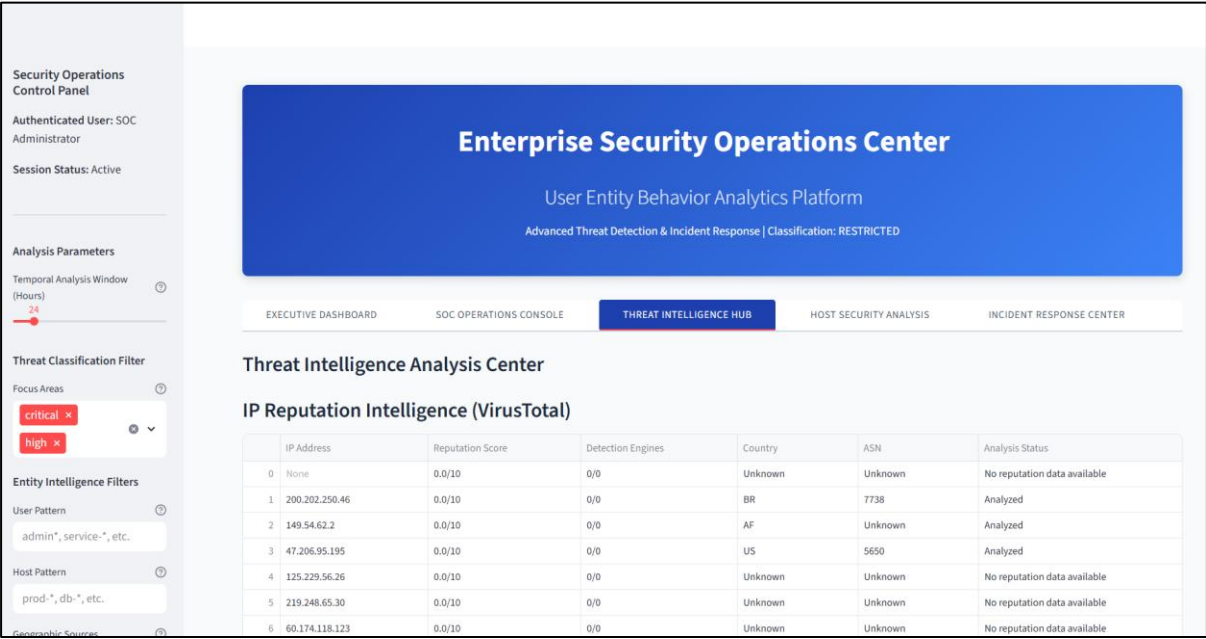 Security Operations
Control Panel
Authenticated User: SOC
Administrator
Session Status: Active
Analysis Parameters
Temporal Analysis Window
(Hours)
24
Threat Classification Filter
Focus Areas
critical ×
high ×
Entity Intelligence Filters
User Pattern
admin*, service-*, etc.
Host Pattern
prod-*, db-*, etc.
Geographic Sources
Enterprise Security Operations Center
User Entity Behavior Analytics Platform
Advanced Threat Detection & Incident Response | Classification: RESTRICTED
EXECUTIVE DASHBOARD SOC OPERATIONS CONSOLE THREAT INTELLIGENCE HUB HOST SECURITY ANALYSIS INCIDENT RESPONSE CENTER
Threat Intelligence Analysis Center
IP Reputation Intelligence (VirusTotal)
IP Address Reputation Score Detection Engines Country ASN Analysis Status
0 None 0.0/10 0/0 Unknown Unknown No reputation data available
1 200.202.250.46 0.0/10 0/0 BR 7738 Analyzed
2 149.54.62.2 0.0/10 0/0 AF Unknown Analyzed
3 47.206.95.195 0.0/10 0/0 US 5650 Analyzed
4 125.229.56.26 0.0/10 0/0 Unknown Unknown No reputation data available
5 219.248.65.30 0.0/10 0/0 Unknown Unknown No reputation data available
6 60.174.118.123 0.0/10 0/0 Unknown Unknown No reputation data available